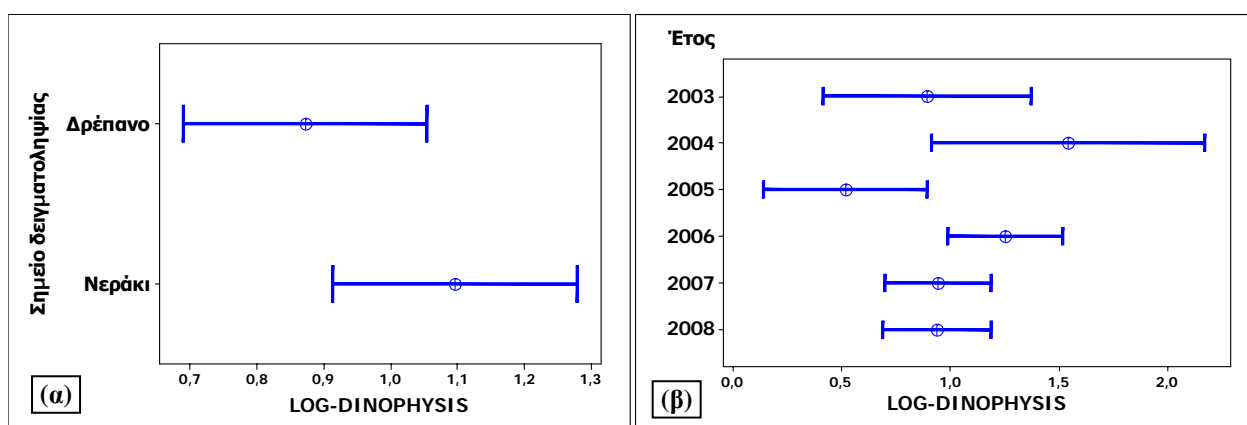 Σημείο δειγματοληψίας
Δρέπανο
Νεράκι
0,7 0,8 0,9 1,0 1,1 1,2 1,3
LOG-DINOPHYSIS
(α)
Έτος
2003
2004
2005
2006
2007
2008
0,0 0,5 1,0 1,5 2,0
LOG-DINOPHYSIS
(β)